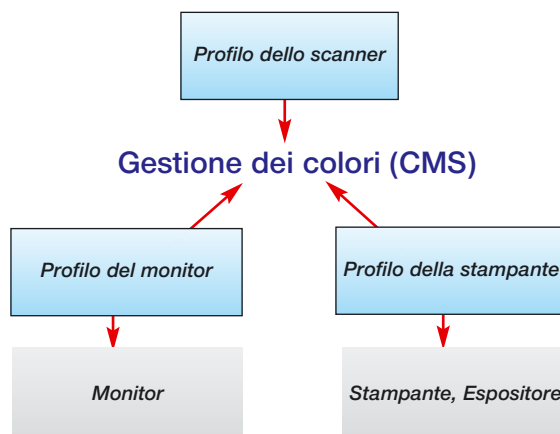 Profilo dello scanner
Gestione dei colori (CMS)
Profilo del monitor
Profilo della stampante
Monitor
Stampante, Espositore